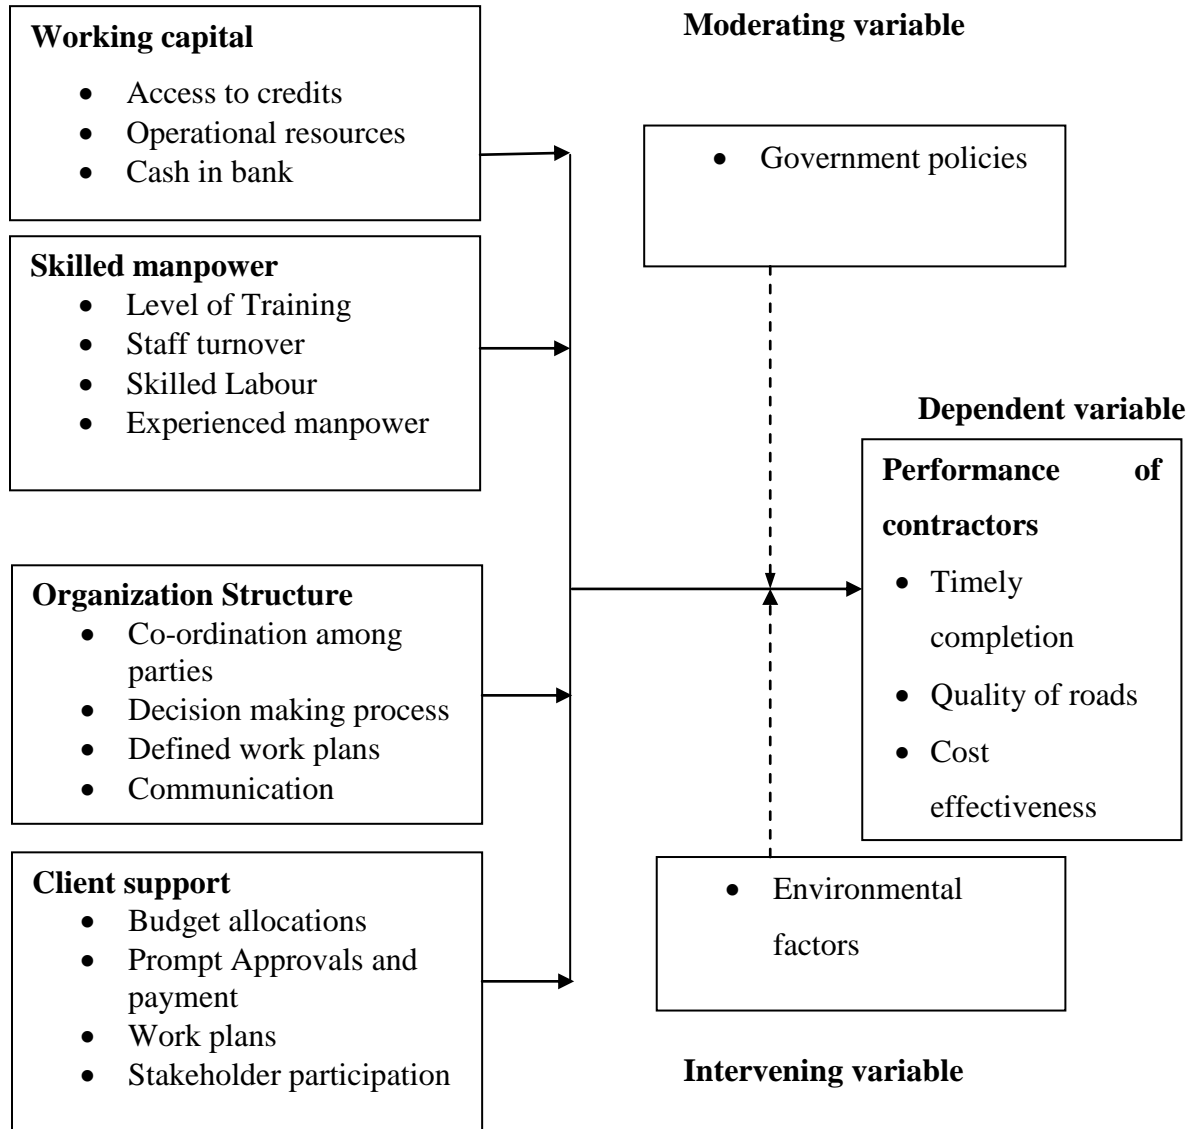 Working capital
Access to credits
Operational resources
Cash in bank
Skilled manpower
Level of Training
Staff turnover
Skilled Labour
Experienced manpower
Organization Structure
Co-ordination among
parties
Decision making process
Defined work plans
Communication
Client support
Budget allocations
Prompt Approvals and
payment
Work plans
Stakeholder participation
Moderating variable
Government policies
Dependent variable
Performance of
contractors
Timely
completion
Quality of roads
Cost
effectiveness
Environmental
factors
Intervening variable